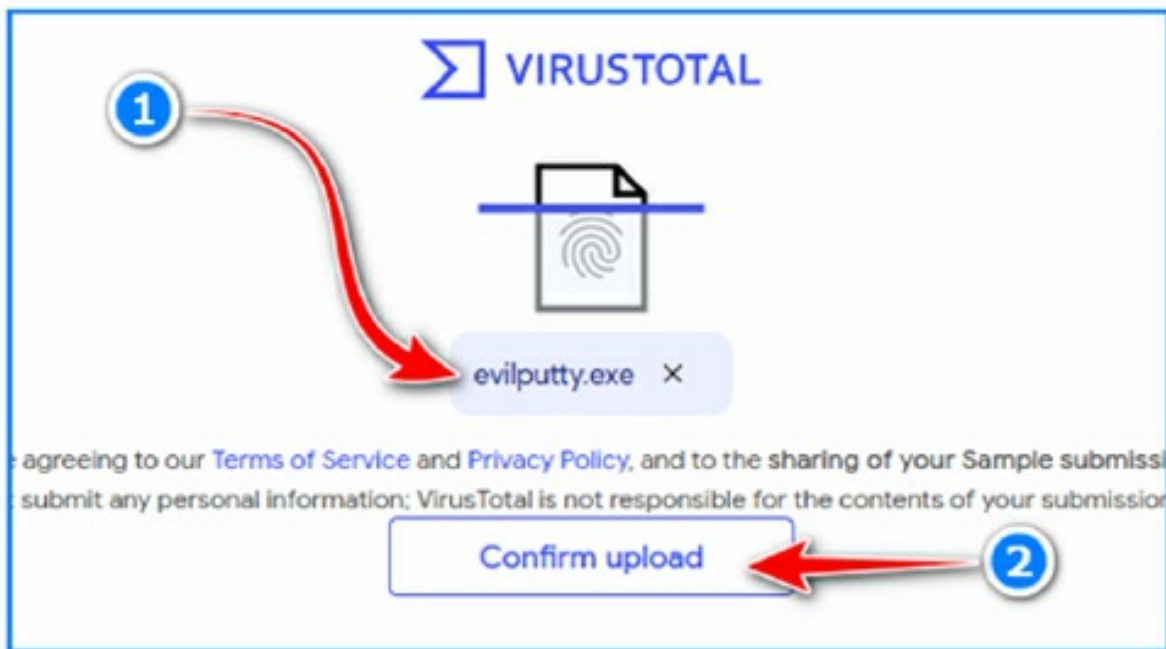 VIRUSTOTAL
1
evilputty.exe ×
agreeing to our Terms of Service and Privacy Policy, and to the sharing of your Sample submissi
submit any personal information; VirusTotal is not responsible for the contents of your submission
Confirm upload
2